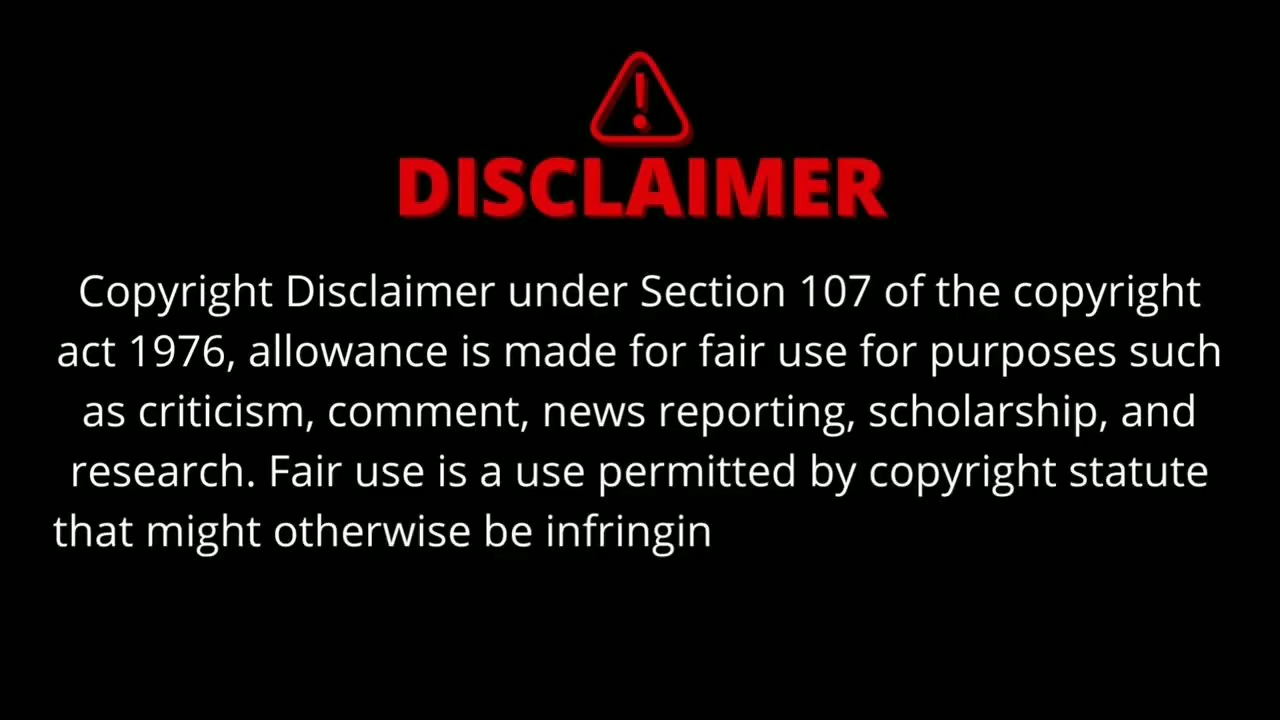 DISCLAIMER
Copyright Disclaimer under Section 107 of the copyright
act 1976, allowance is made for fair use for purposes such
as criticism, comment, news reporting, scholarship, and
research. Fair use is a use permitted by copyright statute
that might otherwise be infringin